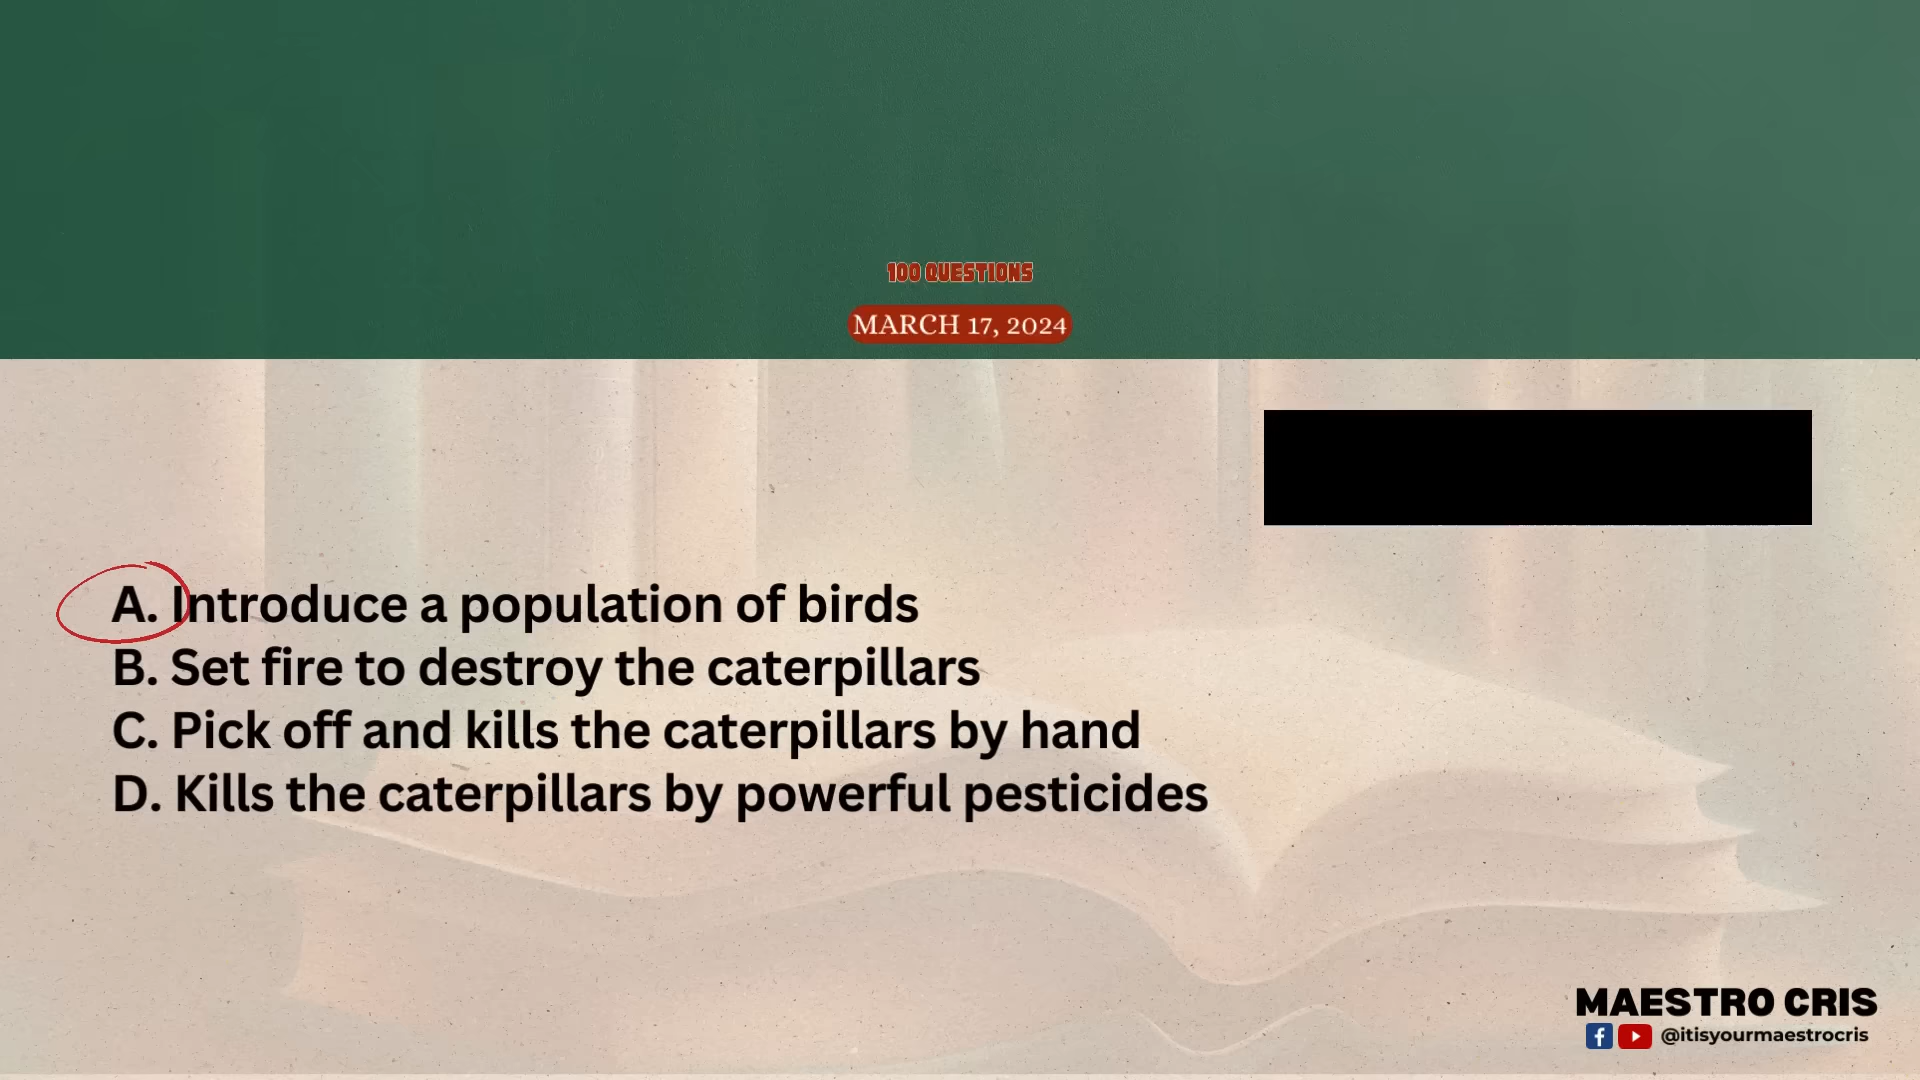 100 QUESTIONS
MARCH 17, 2024
A. Introduce a population of birds
B. Set fire to destroy the caterpillars
C. Pick off and kills the caterpillars by hand
D. Kills the caterpillars by powerful pesticides
MAESTRO CRIS
@itisyourmaestrocris